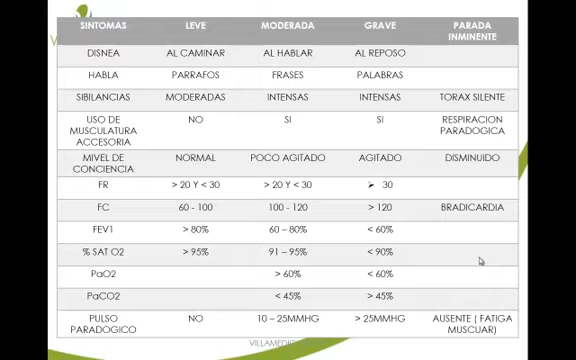 SINTOMAS LEVE MODERADA GRAVE PARADA INMINENTE
DISNEA AL CAMINAR AL HABLAR AL REPOSO
HABLA PARRAFOS FRASES PALABRAS
SIBILANCIAS MODERADAS INTENSAS INTENSAS TORAX SILENTE
USO DE MUSCULATURA ACCESORIA NO SI SI RESPIRACION PARADOGICA
MIVEL DE CONCIENCIA NORMAL POCO AGITADO AGITADO DISMINUIDO
FR > 20 Y < 30 > 20 Y < 30 ➢ 30
FC 60 - 100 100 - 120 > 120 BRADICARDIA
FEV1 > 80% 60 – 80% < 60%
% SAT O2 > 95% 91 – 95% < 90%
PaO2 > 60% < 60%
PaCO2 < 45% > 45%
PULSO PARADOGICO NO 10 – 25MMHG > 25MMHG AUSENTE ( FATIGA MUSCUAR)